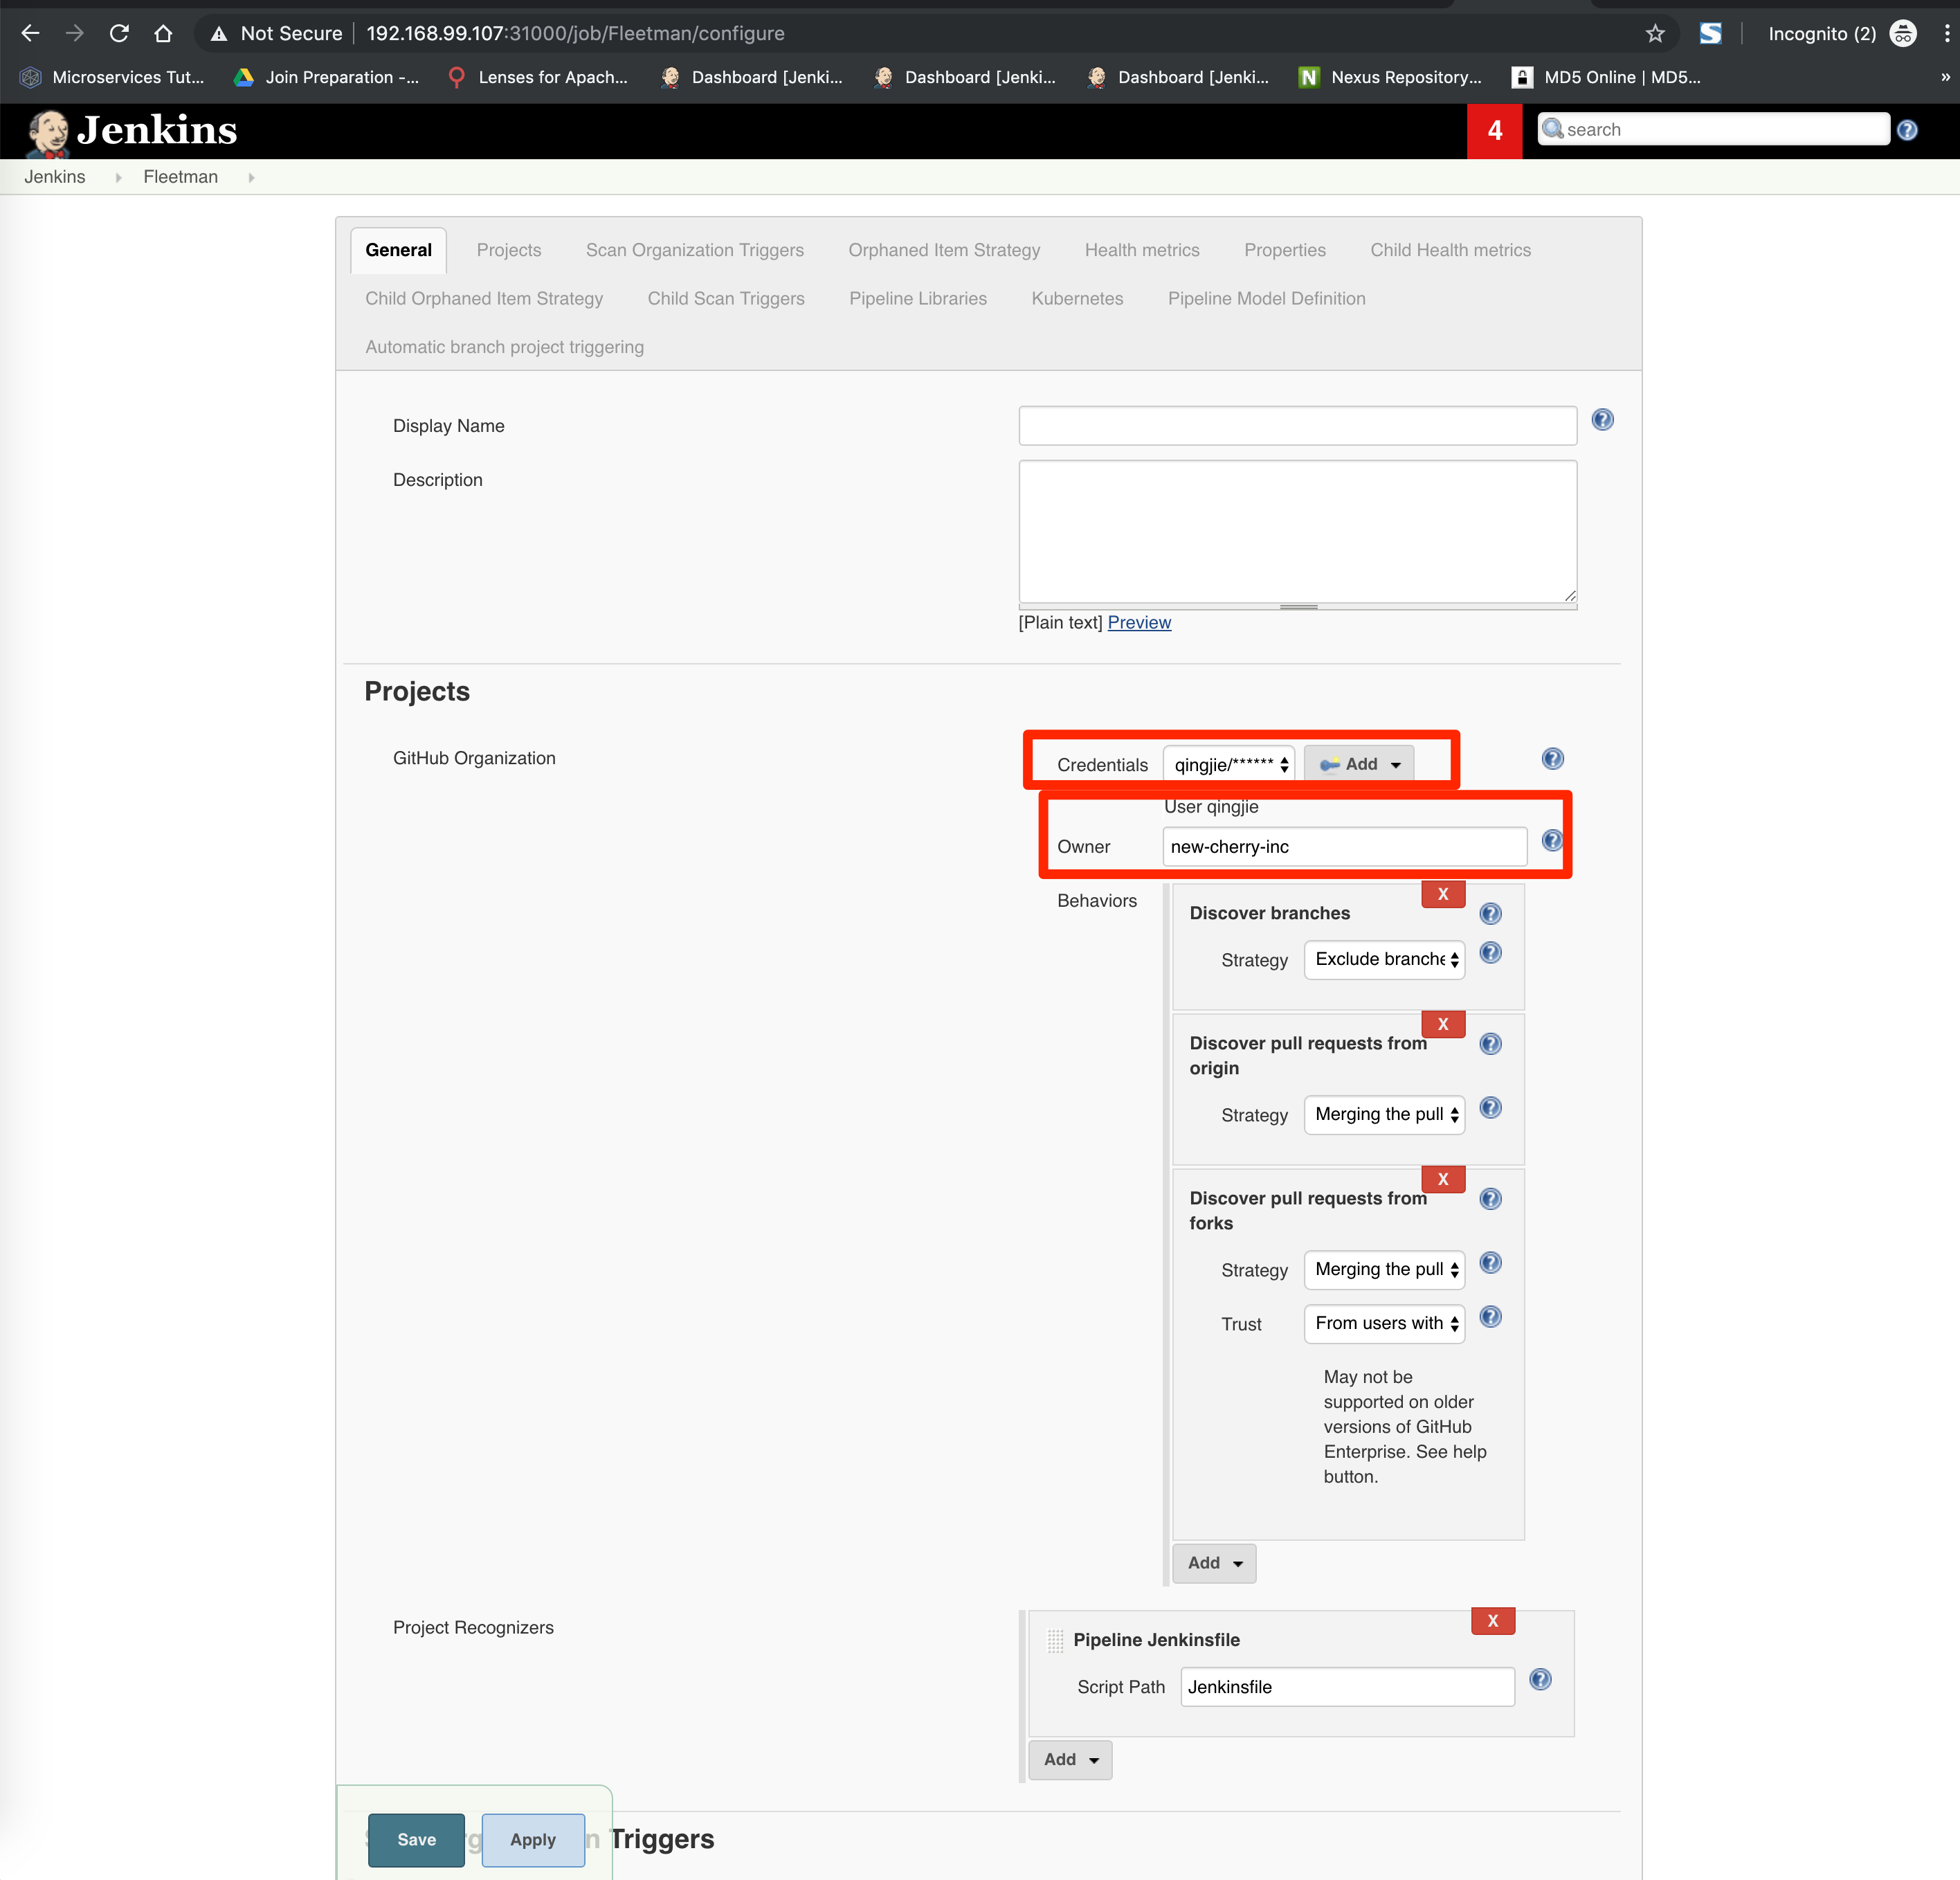 Not Secure 192.168.99.107:31000/job/Fleetman/configure Incognito (2)
Microservices Tut... Join Preparation -... Lenses for Apach... Dashboard [Jenki... Dashboard [Jenki... Dashboard [Jenki... Nexus Repository... MD5 Online | MD5... »
Jenkins 4 search
Jenkins Fleetman
General Projects Scan Organization Triggers Orphaned Item Strategy Health metrics Properties Child Health metrics
Child Orphaned Item Strategy Child Scan Triggers Pipeline Libraries Kubernetes Pipeline Model Definition
Automatic branch project triggering
Display Name
Description
[Plain text] Preview
Projects
GitHub Organization
Credentials qingjie/****** Add
User qingjie
Owner new-cherry-inc
Behaviors
X
Discover branches
Strategy Exclude branche
X
Discover pull requests from
origin
Strategy Merging the pull
X
Discover pull requests from
forks
Strategy Merging the pull
Trust From users with
May not be
supported on older
versions of GitHub
Enterprise. See help
button.
Add
Project Recognizers
X
Pipeline Jenkinsfile
Script Path Jenkinsfile
Add
Save Apply Triggers